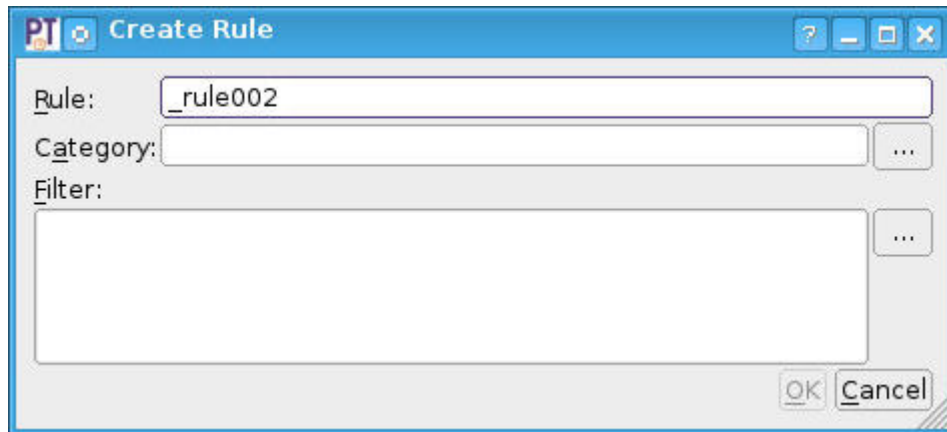 PT Create Rule ?
Rule: _rule002
Category: ...
Filter:
...
OK Cancel